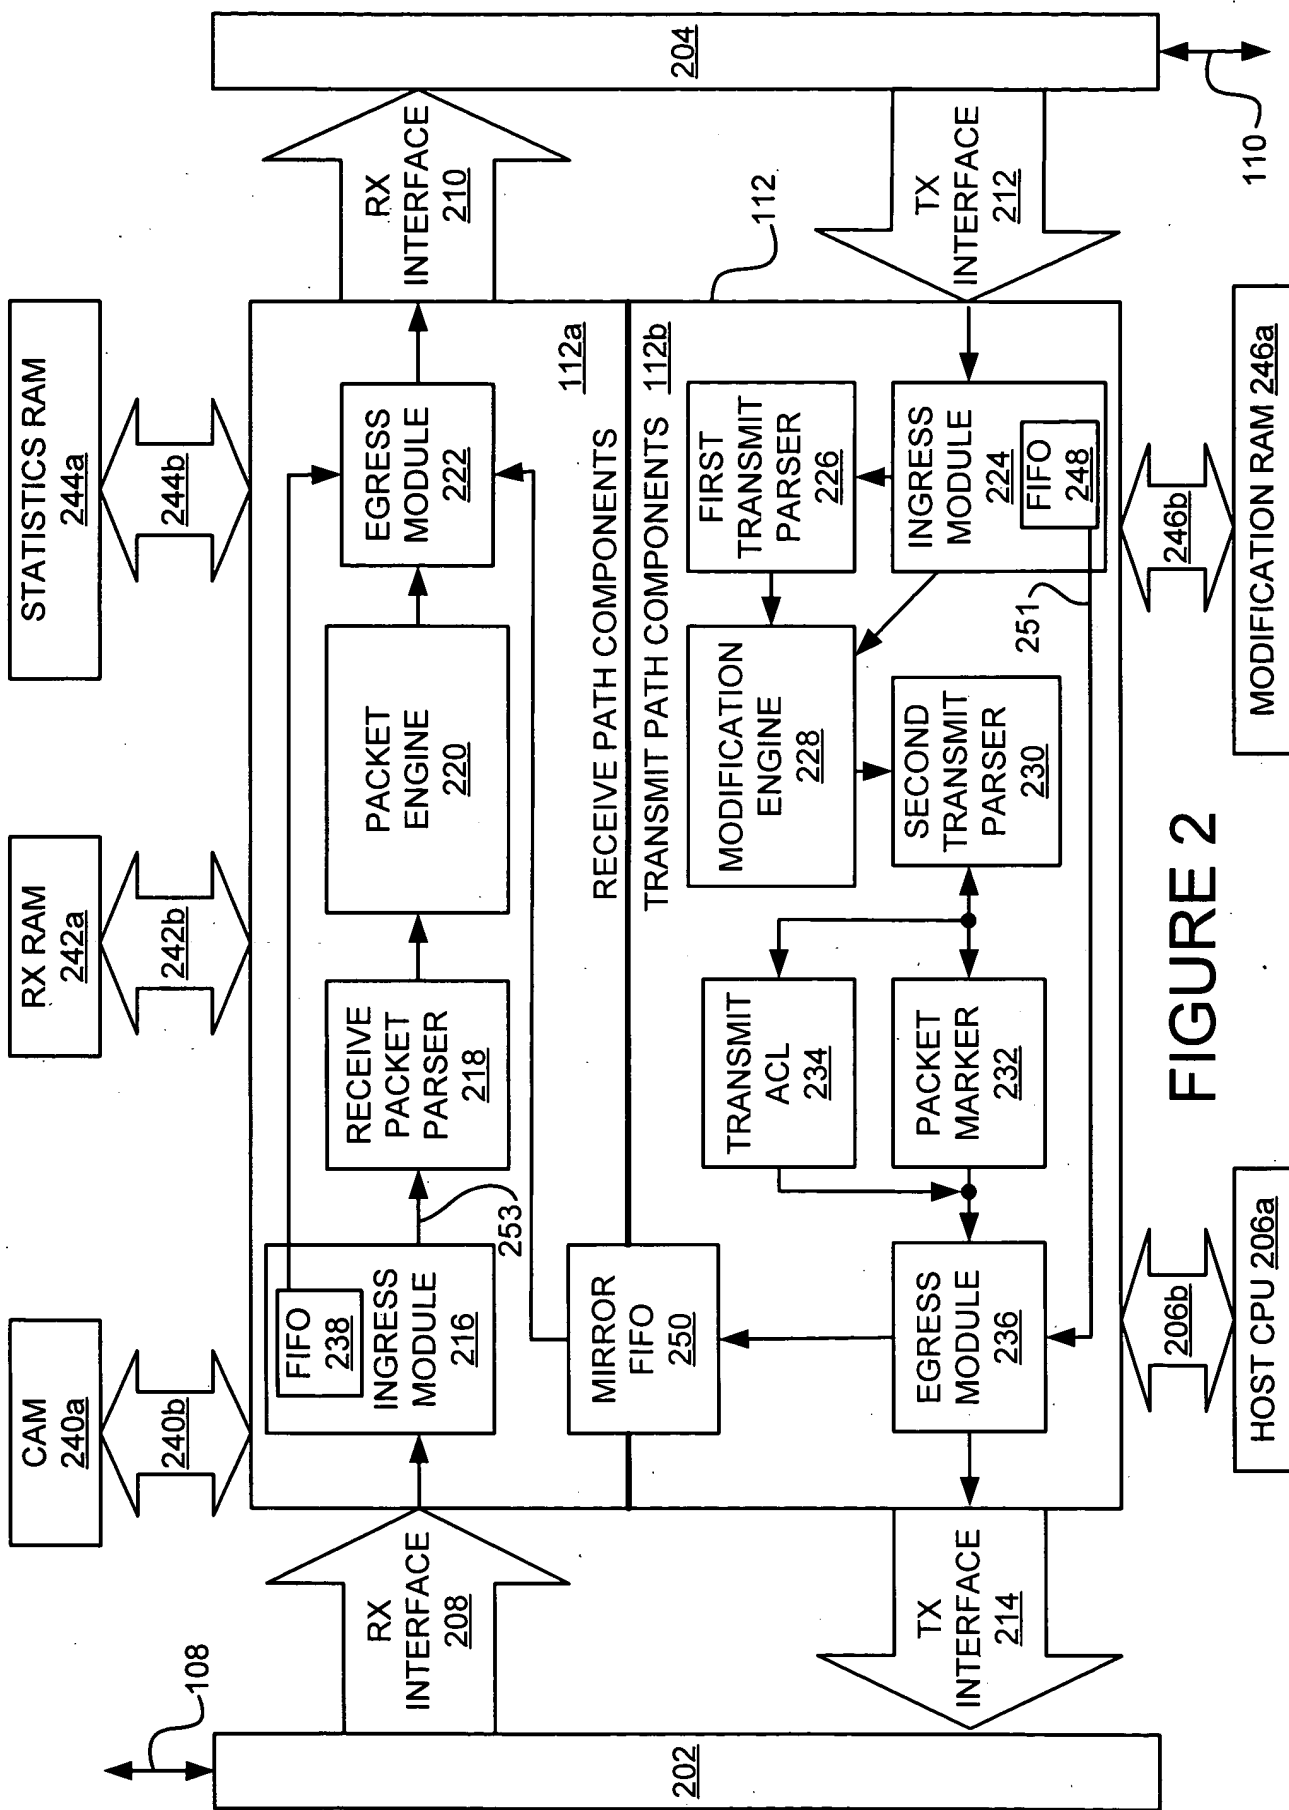 CAM
240a
RX RAM
242a
STATISTICS RAM
244a
240b
242b
244b
108
202
RX
INTERFACE
208
FIFO
238
INGRESS
MODULE
216
253
RECEIVE
PACKET
PARSER
218
PACKET
ENGINE
220
EGRESS
MODULE
222
RX
INTERFACE
210
204
112a
RECEIVE PATH COMPONENTS
TRANSMIT PATH COMPONENTS
112b
112
MIRROR
FIFO
250
TRANSMIT
ACL
234
MODIFICATION
ENGINE
228
FIRST
TRANSMIT
PARSER
226
TX
INTERFACE
214
EGRESS
MODULE
236
PACKET
MARKER
232
SECOND
TRANSMIT
PARSER
230
INGRESS
MODULE
224
FIFO
248
251
TX
INTERFACE
212
110
206b
246b
HOST CPU 206a
MODIFICATION RAM 246a
FIGURE 2